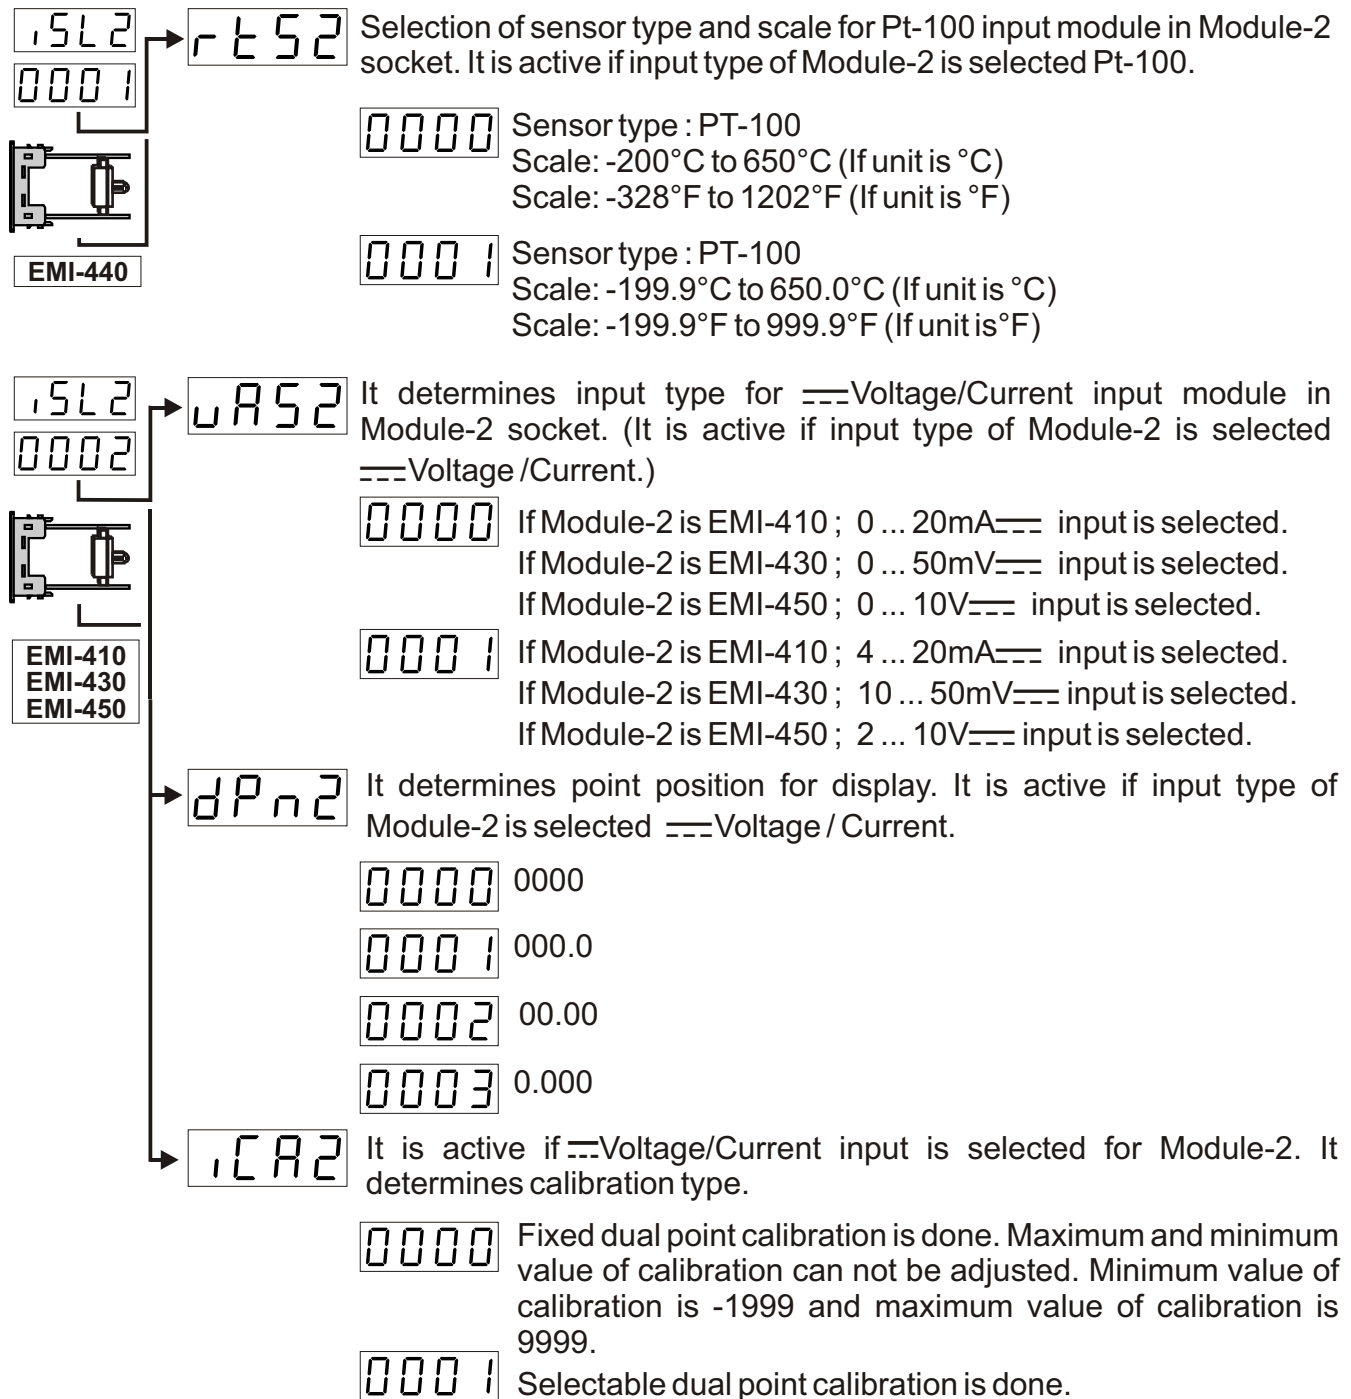 iSL2
rtS2
Selection of sensor type and scale for Pt-100 input module in Module-2
socket. It is active if input type of Module-2 is selected Pt-100.
0001
0000
Sensor type : PT-100
Scale: -200°C to 650°C (If unit is °C)
Scale: -328°F to 1202°F (If unit is °F)
EMI-440
0001
Sensor type : PT-100
Scale: -199.9°C to 650.0°C (If unit is °C)
Scale: -199.9°F to 999.9°F (If unit is°F)
iSL2
0002
uAS2
It determines input type for ⎓Voltage/Current input module in
Module-2 socket. (It is active if input type of Module-2 is selected
⎓Voltage /Current.)
0000
If Module-2 is EMI-410 ; 0 ... 20mA⎓ input is selected.
If Module-2 is EMI-430 ; 0 ... 50mV⎓ input is selected.
If Module-2 is EMI-450 ; 0 ... 10V⎓ input is selected.
EMI-410
EMI-430
EMI-450
0001
If Module-2 is EMI-410 ; 4 ... 20mA⎓ input is selected.
If Module-2 is EMI-430 ; 10 ... 50mV⎓ input is selected.
If Module-2 is EMI-450 ; 2 ... 10V⎓ input is selected.
dPn2
It determines point position for display. It is active if input type of
Module-2 is selected ⎓Voltage / Current.
0000 0000
0001 000.0
0002 00.00
0003 0.000
iCA2
It is active if ⎓Voltage/Current input is selected for Module-2. It
determines calibration type.
0000
Fixed dual point calibration is done. Maximum and minimum
value of calibration can not be adjusted. Minimum value of
calibration is -1999 and maximum value of calibration is
9999.
0001 Selectable dual point calibration is done.